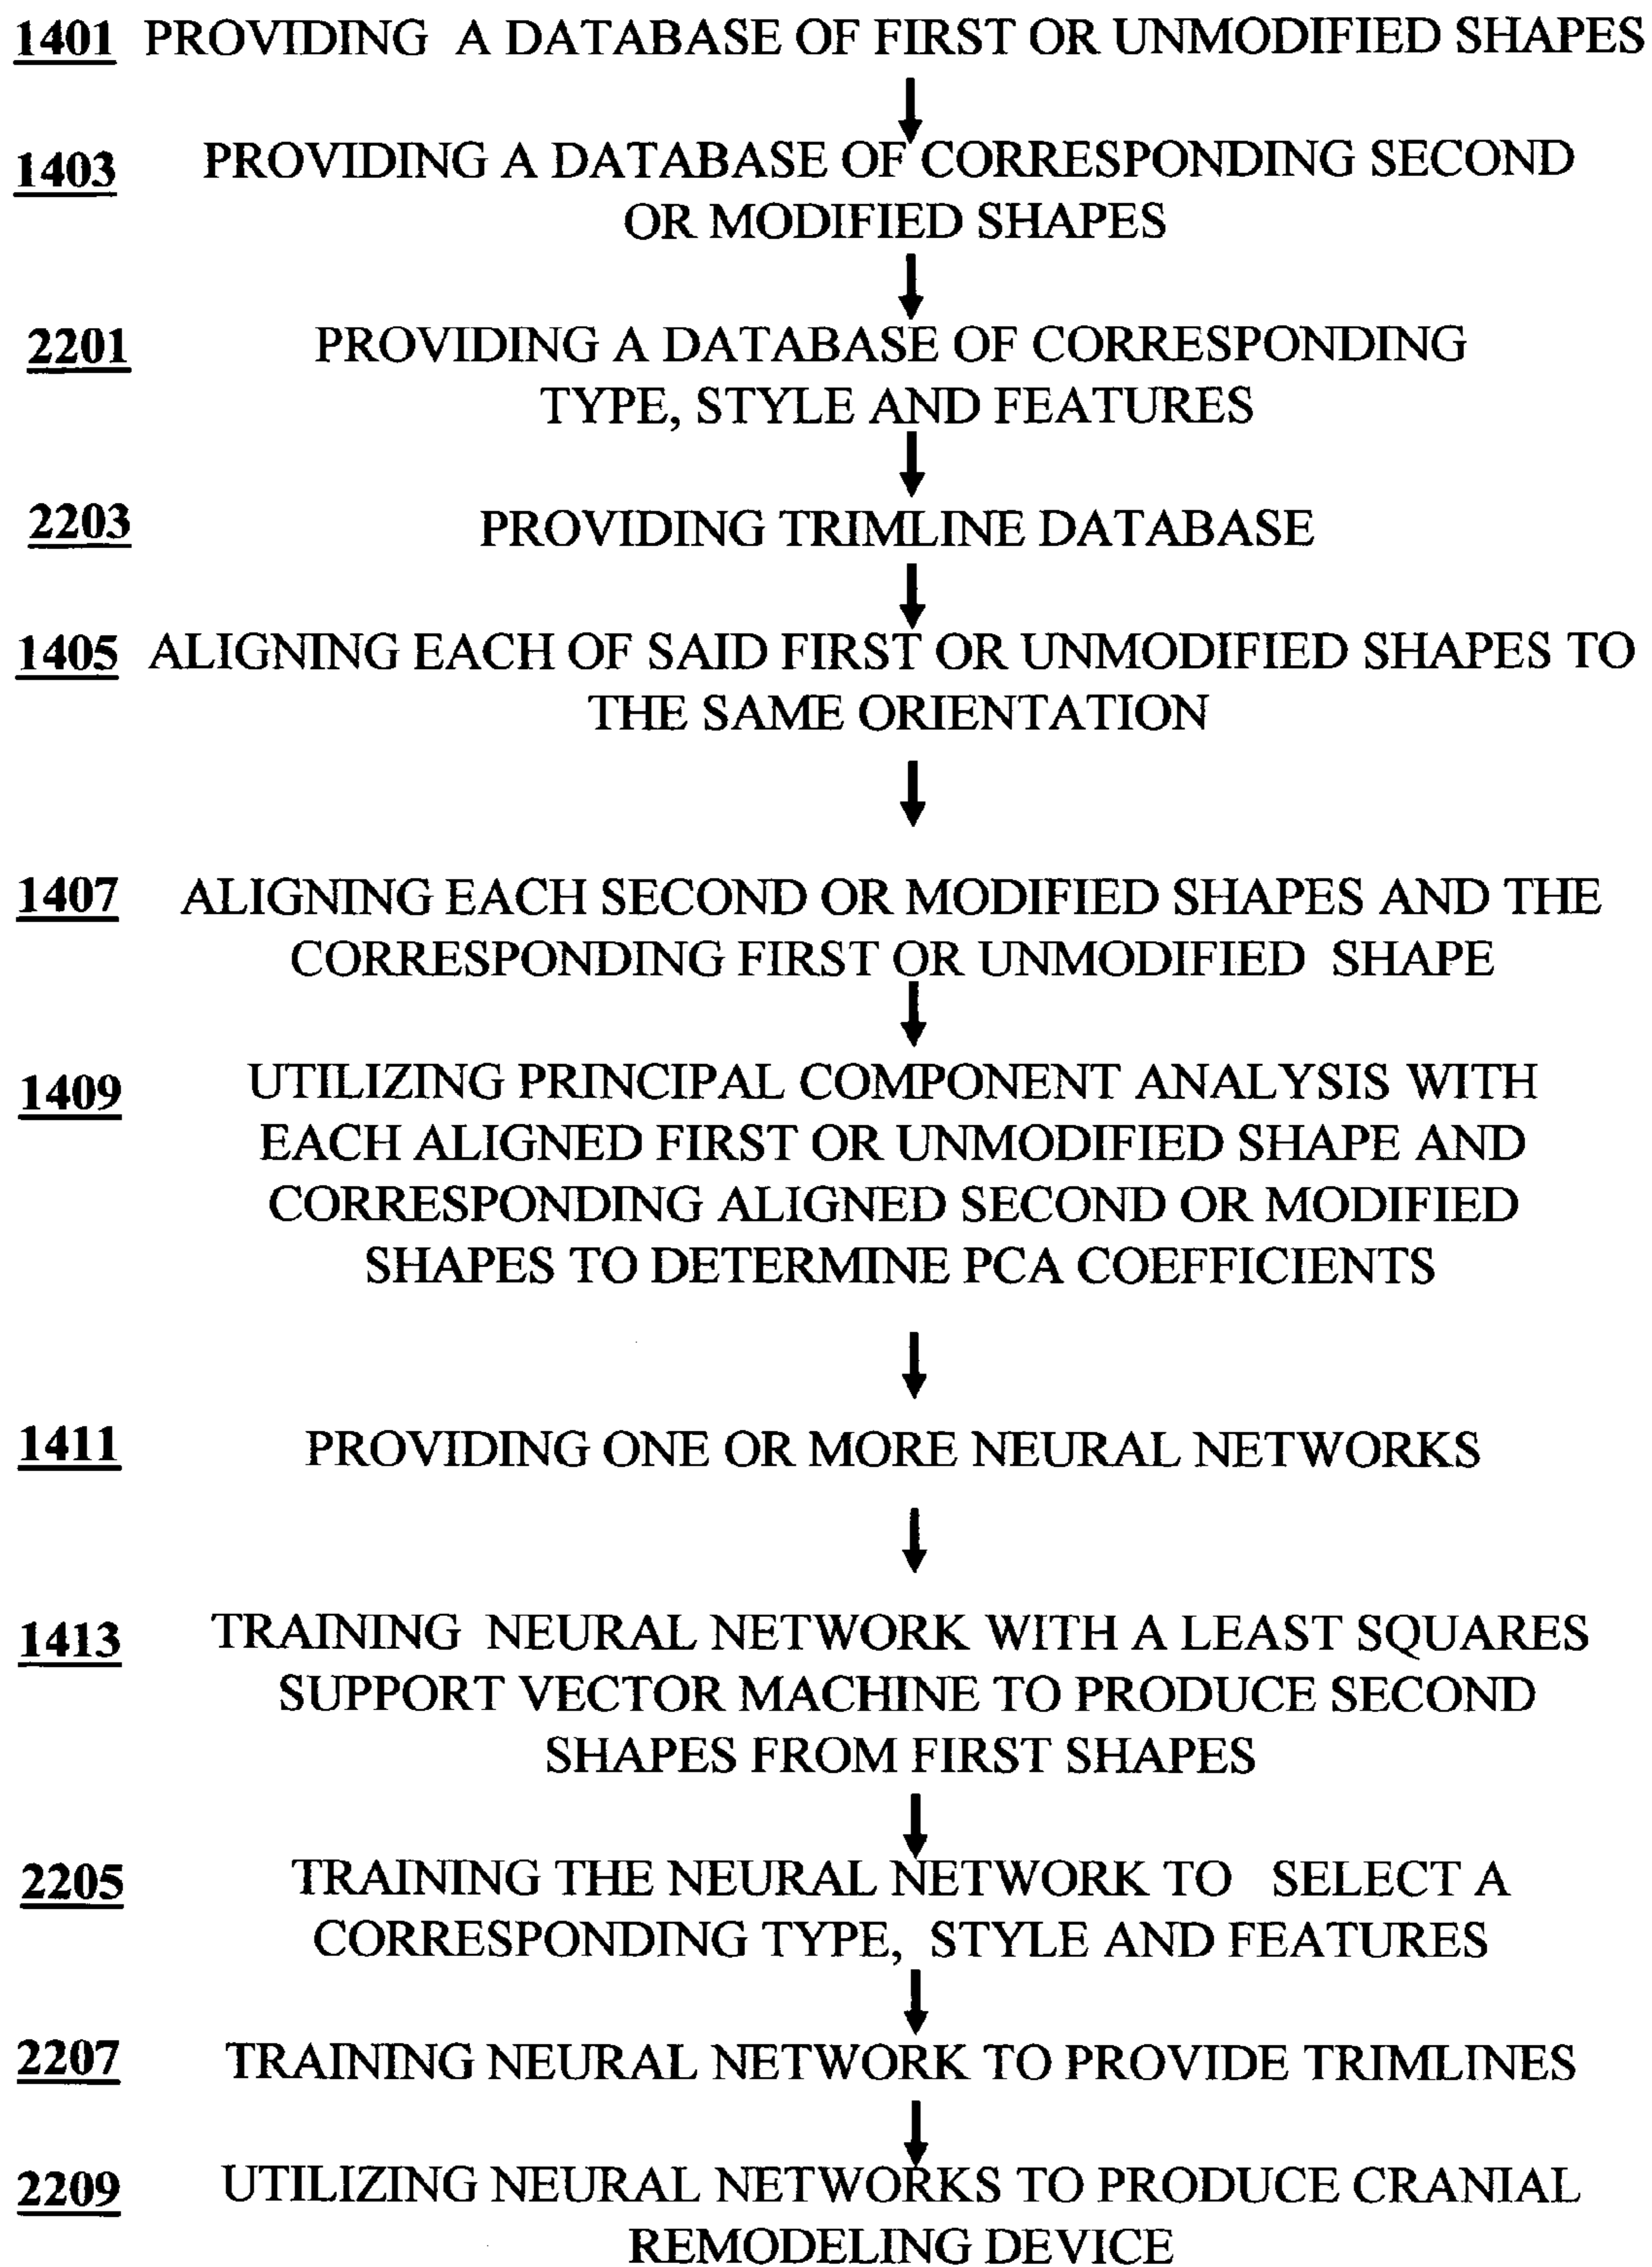 1401 PROVIDING A DATABASE OF FIRST OR UNMODIFIED SHAPES
1403 PROVIDING A DATABASE OF CORRESPONDING SECOND
OR MODIFIED SHAPES
2201 PROVIDING A DATABASE OF CORRESPONDING
TYPE, STYLE AND FEATURES
2203 PROVIDING TRIMLINE DATABASE
1405 ALIGNING EACH OF SAID FIRST OR UNMODIFIED SHAPES TO
THE SAME ORIENTATION
1407 ALIGNING EACH SECOND OR MODIFIED SHAPES AND THE
CORRESPONDING FIRST OR UNMODIFIED SHAPE
1409 UTILIZING PRINCIPAL COMPONENT ANALYSIS WITH
EACH ALIGNED FIRST OR UNMODIFIED SHAPE AND
CORRESPONDING ALIGNED SECOND OR MODIFIED
SHAPES TO DETERMINE PCA COEFFICIENTS
1411 PROVIDING ONE OR MORE NEURAL NETWORKS
1413 TRAINING NEURAL NETWORK WITH A LEAST SQUARES
SUPPORT VECTOR MACHINE TO PRODUCE SECOND
SHAPES FROM FIRST SHAPES
2205 TRAINING THE NEURAL NETWORK TO SELECT A
CORRESPONDING TYPE, STYLE AND FEATURES
2207 TRAINING NEURAL NETWORK TO PROVIDE TRIMLINES
2209 UTILIZING NEURAL NETWORKS TO PRODUCE CRANIAL
REMODELING DEVICE